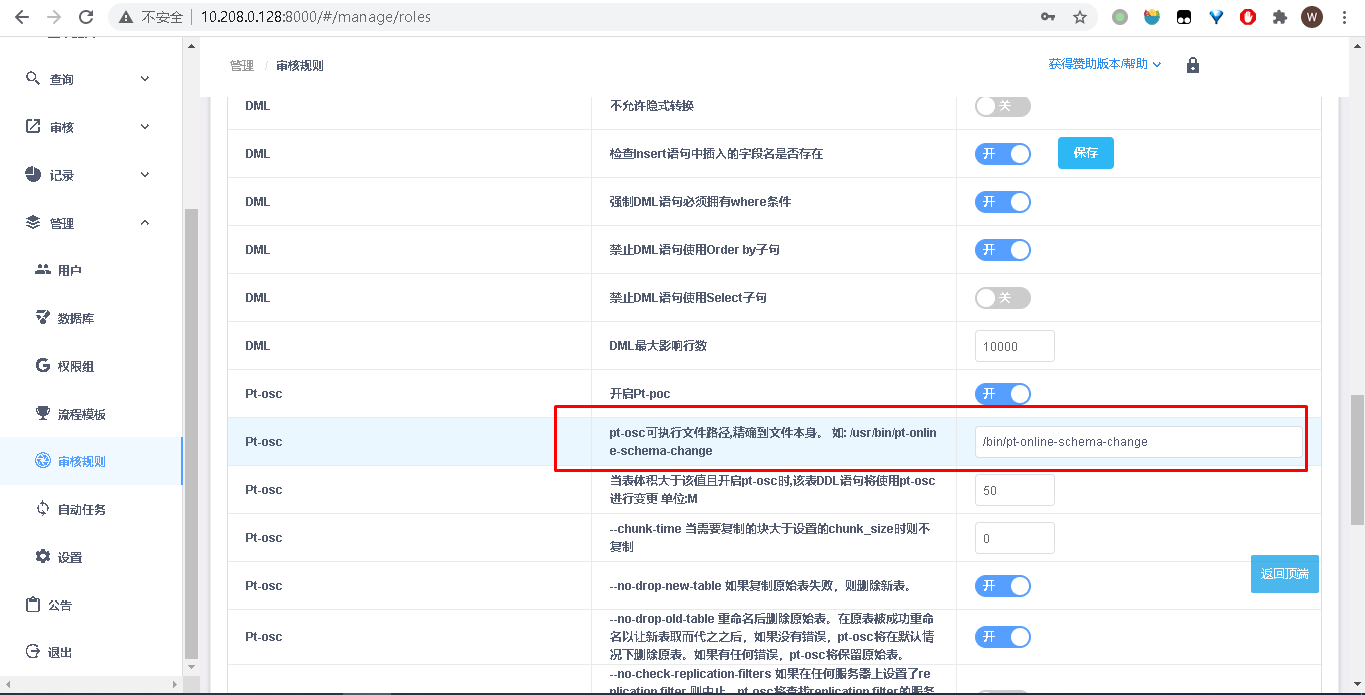 不安全 10.208.0.128:8000/#/manage/roles
W
查询
审核
记录
管理
用户
数据库
权限组
流程模板
审核规则
自动任务
设置
公告
退出
管理 / 审核规则
获得赞助版本/帮助
DML 不允许隐式转换 关
DML 检查Insert语句中插入的字段名是否存在 开 保存
DML 强制DML语句必须拥有where条件 开
DML 禁止DML语句使用Order by子句 开
DML 禁止DML语句使用Select子句 关
DML DML最大影响行数 10000
Pt-osc 开启Pt-poc 开
Pt-osc pt-osc可执行文件路径,精确到文件本身。 如: /usr/bin/pt-onlin
e-schema-change /bin/pt-online-schema-change
Pt-osc 当表体积大于该值且开启pt-osc时,该表DDL语句将使用pt-osc
进行变更 单位:M 50
Pt-osc --chunk-time 当需要复制的块大于设置的chunk_size时则不
复制 0
返回顶端
Pt-osc --no-drop-new-table 如果复制原始表失败，则删除新表。 开
Pt-osc --no-drop-old-table 重命名后删除原始表。在原表被成功重命
名以让新表取而代之之后，如果没有错误，pt-osc将在默认情
况下删除原表。如果有任何错误，pt-osc将保留原始表。 开
--no-check-replication-filters 如果在任何服务器上设置了re
plication filter,则中止。pt-osc将查找replication filter的服务